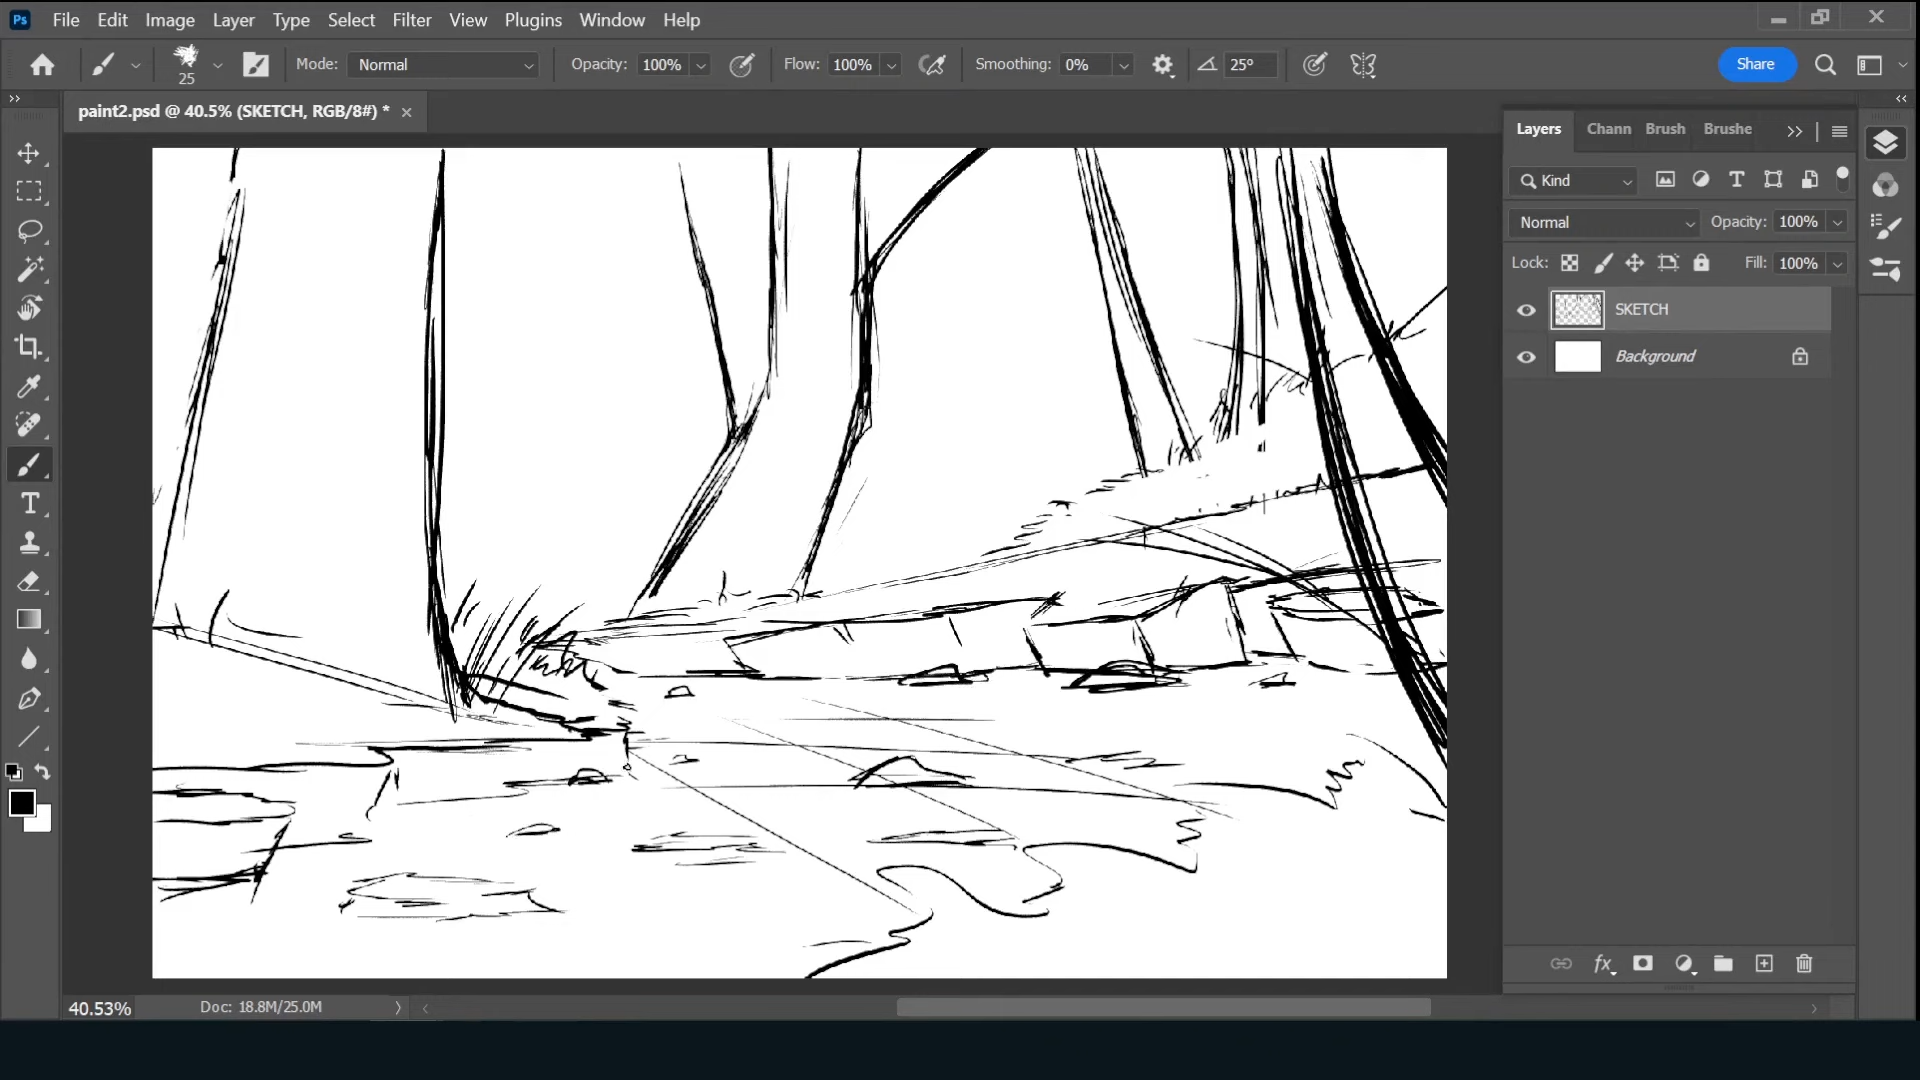 Ps File Edit Image Layer Type Select Filter View Plugins Window Help
25 Mode: Normal Opacity: 100% Flow: 100% Smoothing: 0% 25° Share
paint2.psd @ 40.5% (SKETCH, RGB/8#) *
Layers Chann Brush Brushe
Kind
Normal Opacity: 100%
Lock: Fill: 100%
SKETCH
Background
fx
40.53% Doc: 18.8M/25.0M